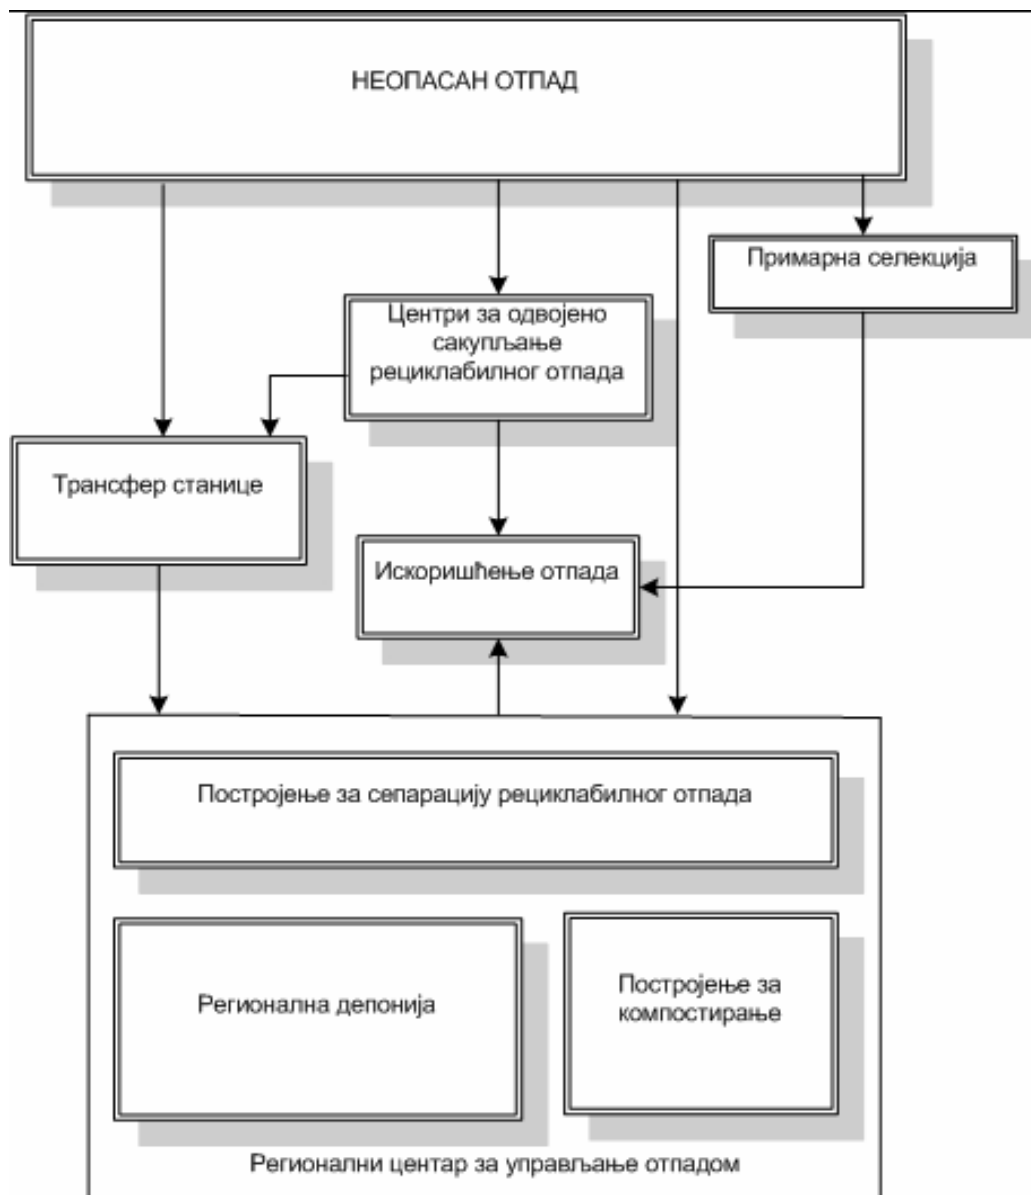 НЕОПАСАН ОТПАД
Примарна селекција
Центри за одвојено
сакупљање
рециклабилног отпада
Трансфер станице
Искоришћење отпада
Постројење за сепарацију рециклабилног отпада
Регионална депонија
Постројење за
компостирање
Регионални центар за управљање отпадом